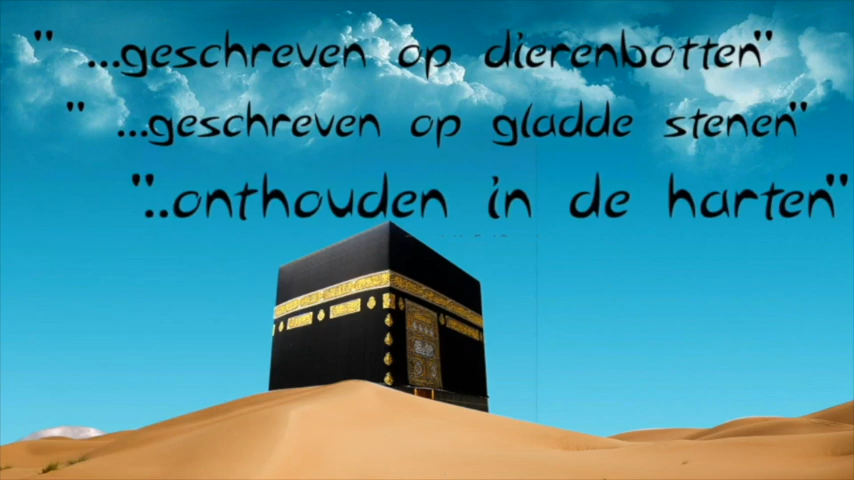 " ...geschreven op dierenbotten"
" ...geschreven op gladde stenen"
"..onthouden in de harten"